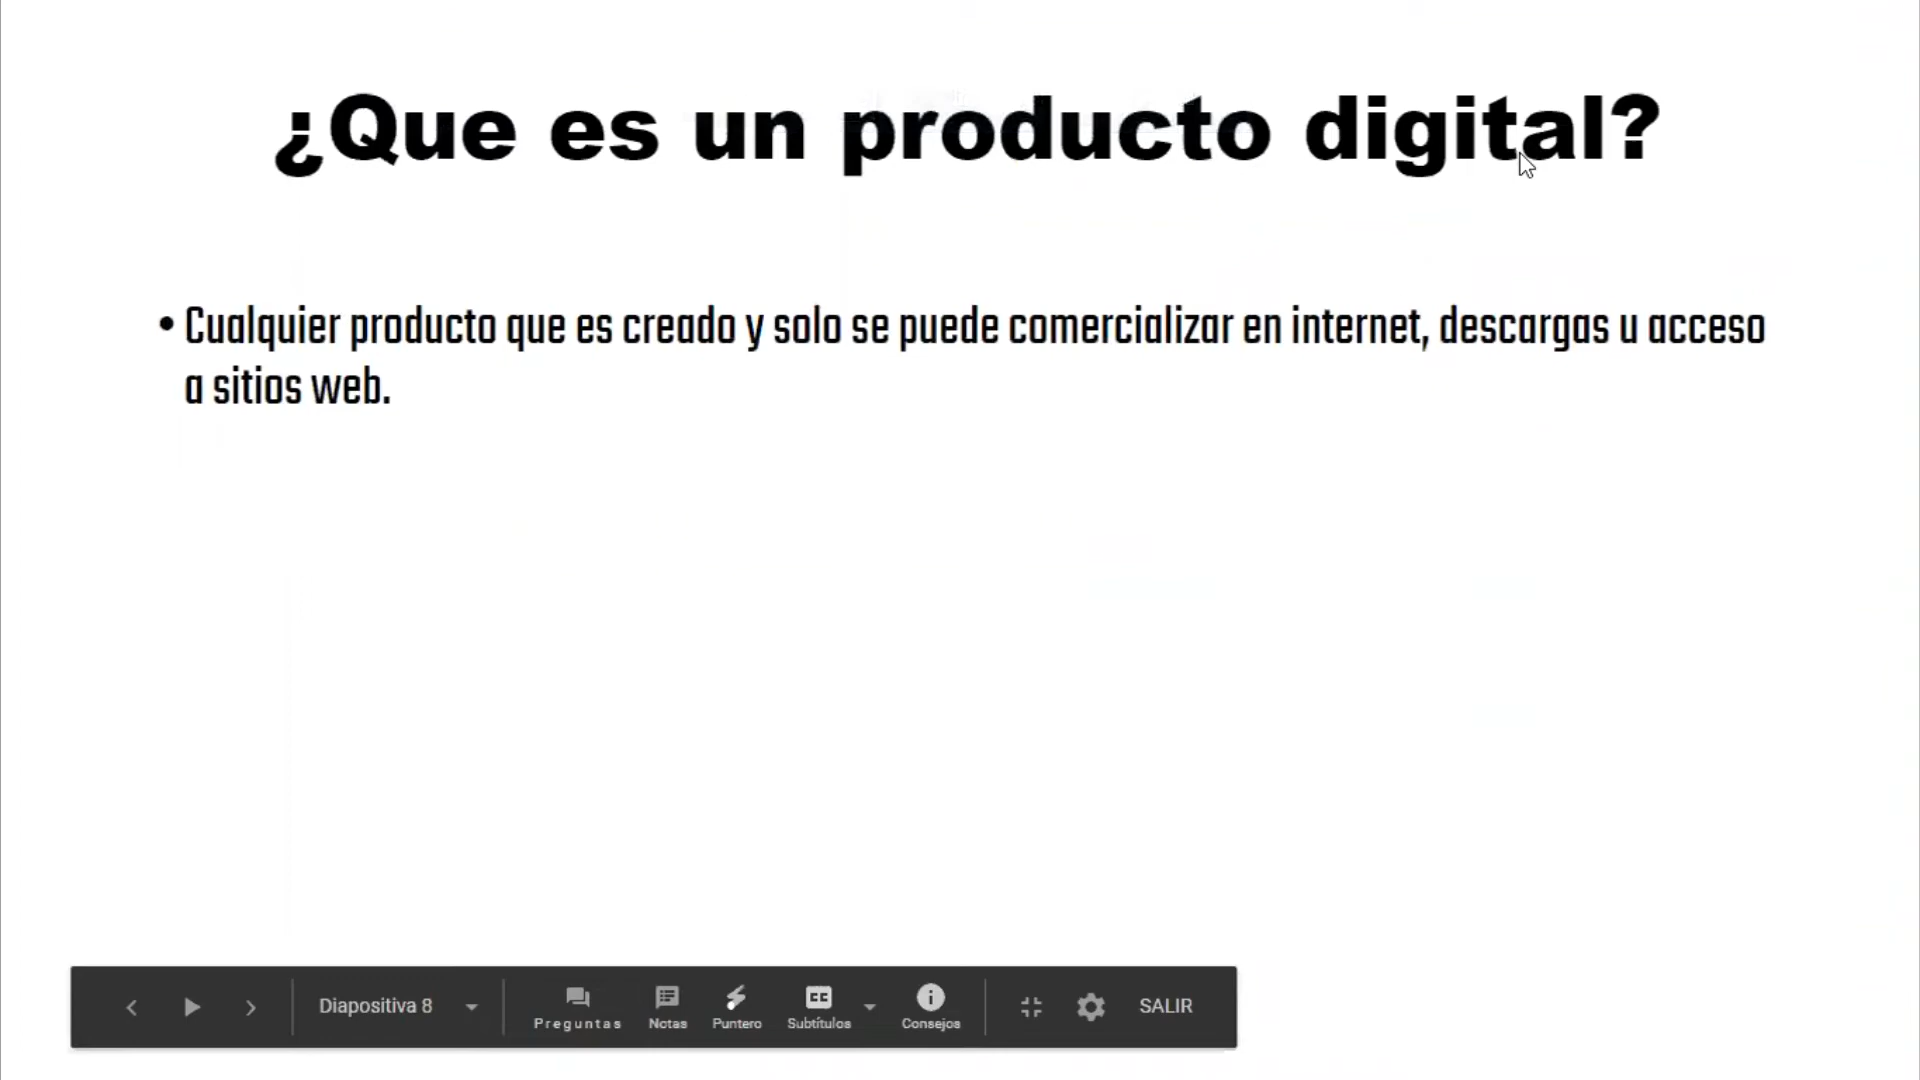 ¿Que es un producto digital?
• Cualquier producto que es creado y solo se puede comercializar en internet, descargas u acceso
a sitios web.
Diapositiva 8
Preguntas
Notas
Puntero
CC
Subtítulos
Consejos
SALIR